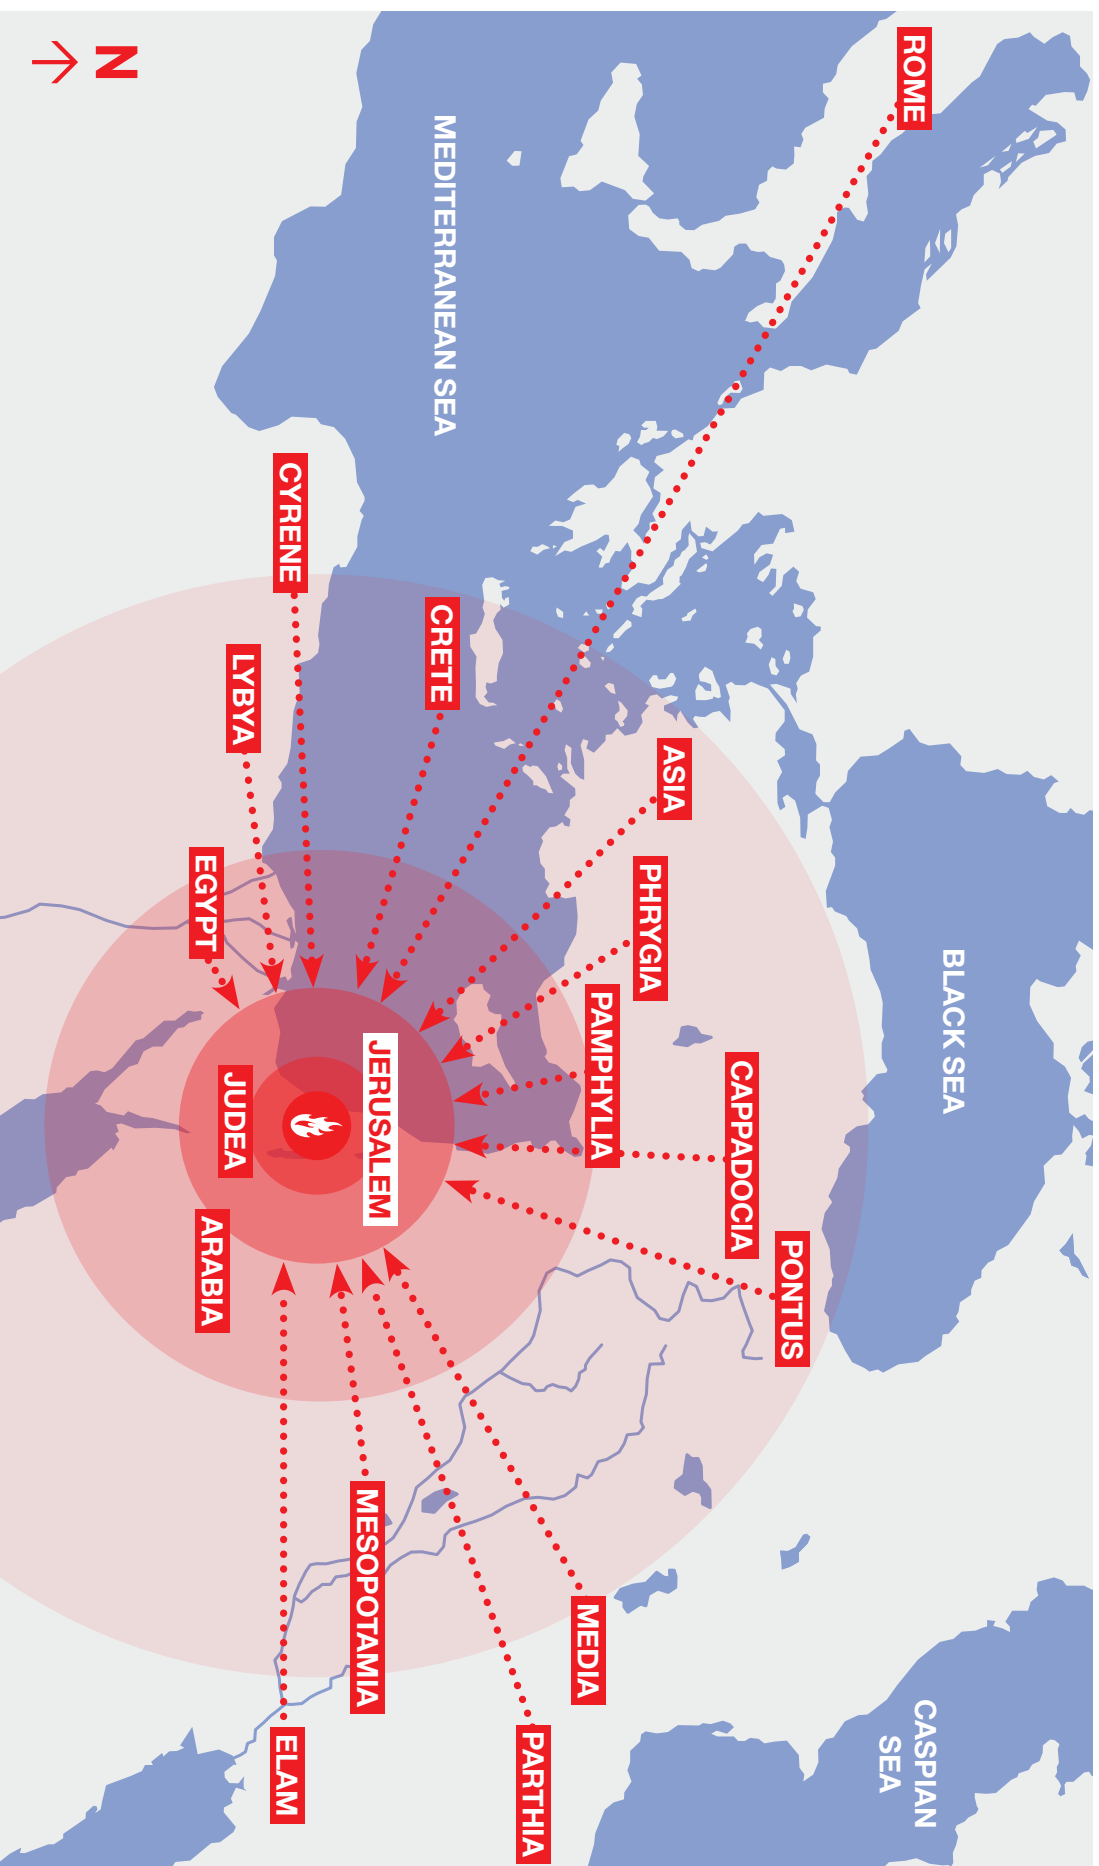 N
ROME
MEDITERRANEAN SEA
BLACK SEA
CASPIAN
SEA
CYRENE
CRETE
LYBYA
ASIA
EGYPT
PHRYGIA
PAMPHYLIA
CAPPADOCIA
PONTUS
JERUSALEM
JUDEA
ARABIA
MESOPOTAMIA
MEDIA
PARTHIA
ELAM